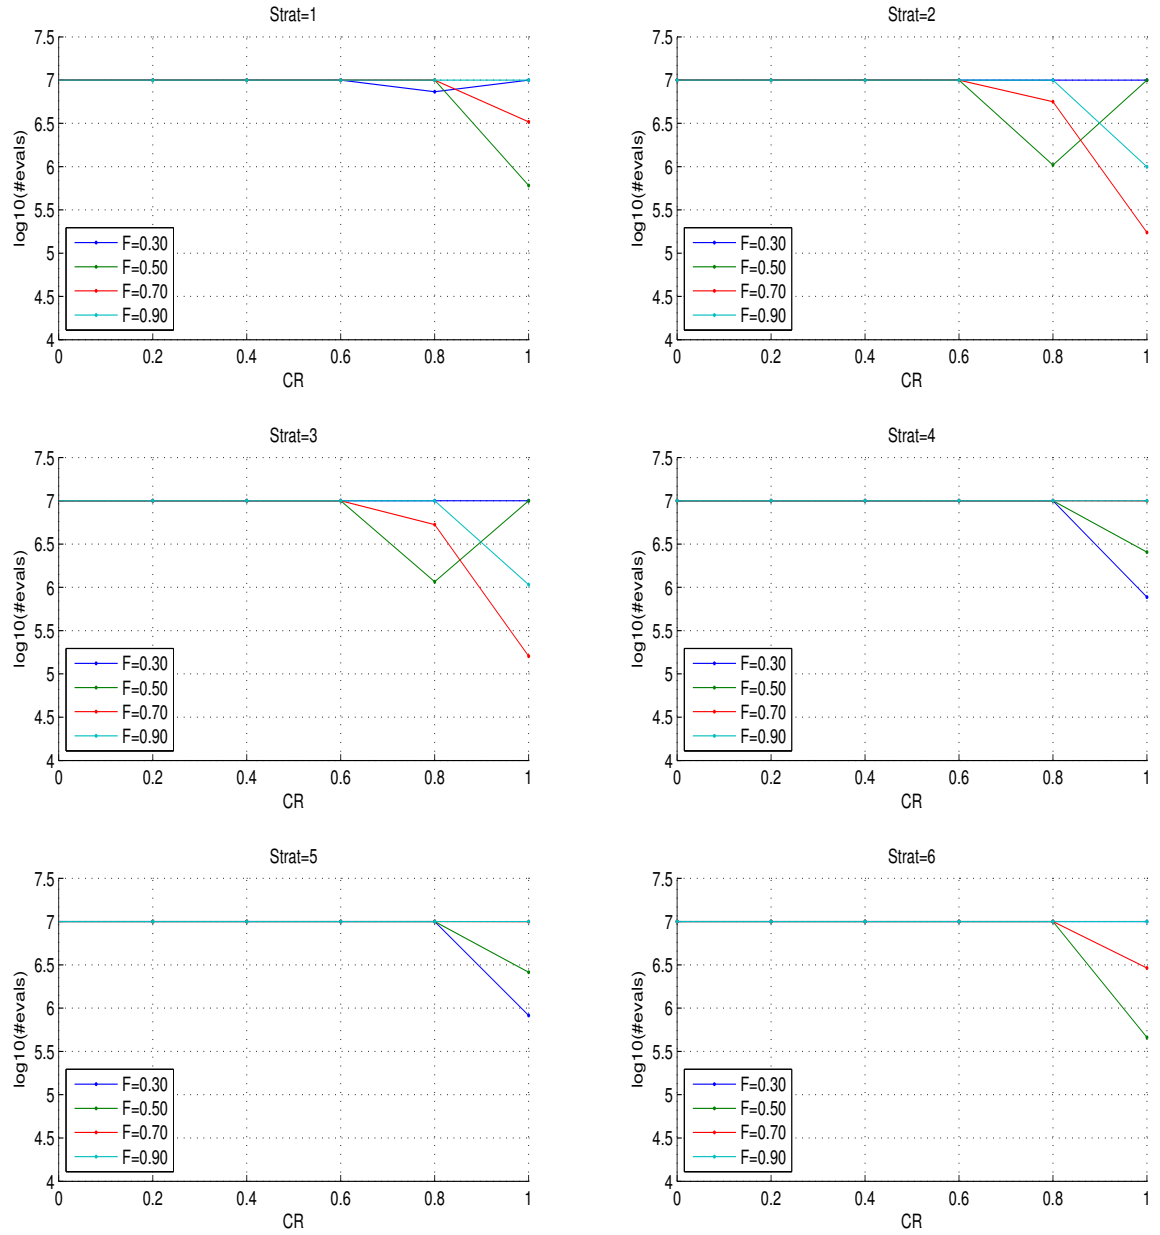 Strat=1
7.5
7
6.5
6
5.5
5
4.5
4
log10(#evals)
F=0.30
F=0.50
F=0.70
F=0.90
0 0.2 0.4 0.6 0.8 1
CR
Strat=2
7.5
7
6.5
6
5.5
5
4.5
4
log10(#evals)
F=0.30
F=0.50
F=0.70
F=0.90
0 0.2 0.4 0.6 0.8 1
CR
Strat=3
7.5
7
6.5
6
5.5
5
4.5
4
log10(#evals)
F=0.30
F=0.50
F=0.70
F=0.90
0 0.2 0.4 0.6 0.8 1
CR
Strat=4
7.5
7
6.5
6
5.5
5
4.5
4
log10(#evals)
F=0.30
F=0.50
F=0.70
F=0.90
0 0.2 0.4 0.6 0.8 1
CR
Strat=5
7.5
7
6.5
6
5.5
5
4.5
4
log10(#evals)
F=0.30
F=0.50
F=0.70
F=0.90
0 0.2 0.4 0.6 0.8 1
CR
Strat=6
7.5
7
6.5
6
5.5
5
4.5
4
log10(#evals)
F=0.30
F=0.50
F=0.70
F=0.90
0 0.2 0.4 0.6 0.8 1
CR